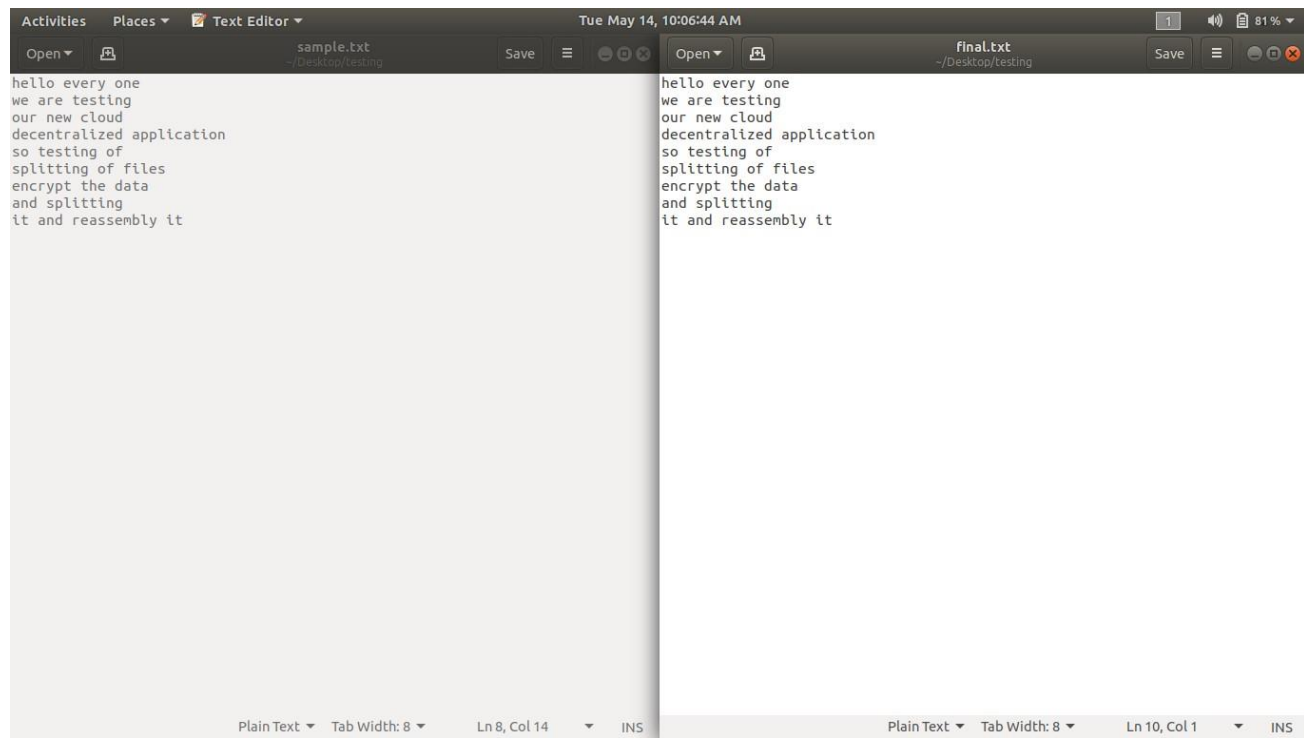 Activities Places Text Editor Tue May 14, 10:06:44 AM 1 81 %
Open sample.txt Save
~/Desktop/testing
hello every one
we are testing
our new cloud
decentralized application
so testing of
splitting of files
encrypt the data
and splitting
it and reassembly it
Plain Text Tab Width: 8 Ln 8, Col 14 INS
Open final.txt Save
~/Desktop/testing
hello every one
we are testing
our new cloud
decentralized application
so testing of
splitting of files
encrypt the data
and splitting
it and reassembly it
Plain Text Tab Width: 8 Ln 10, Col 1 INS